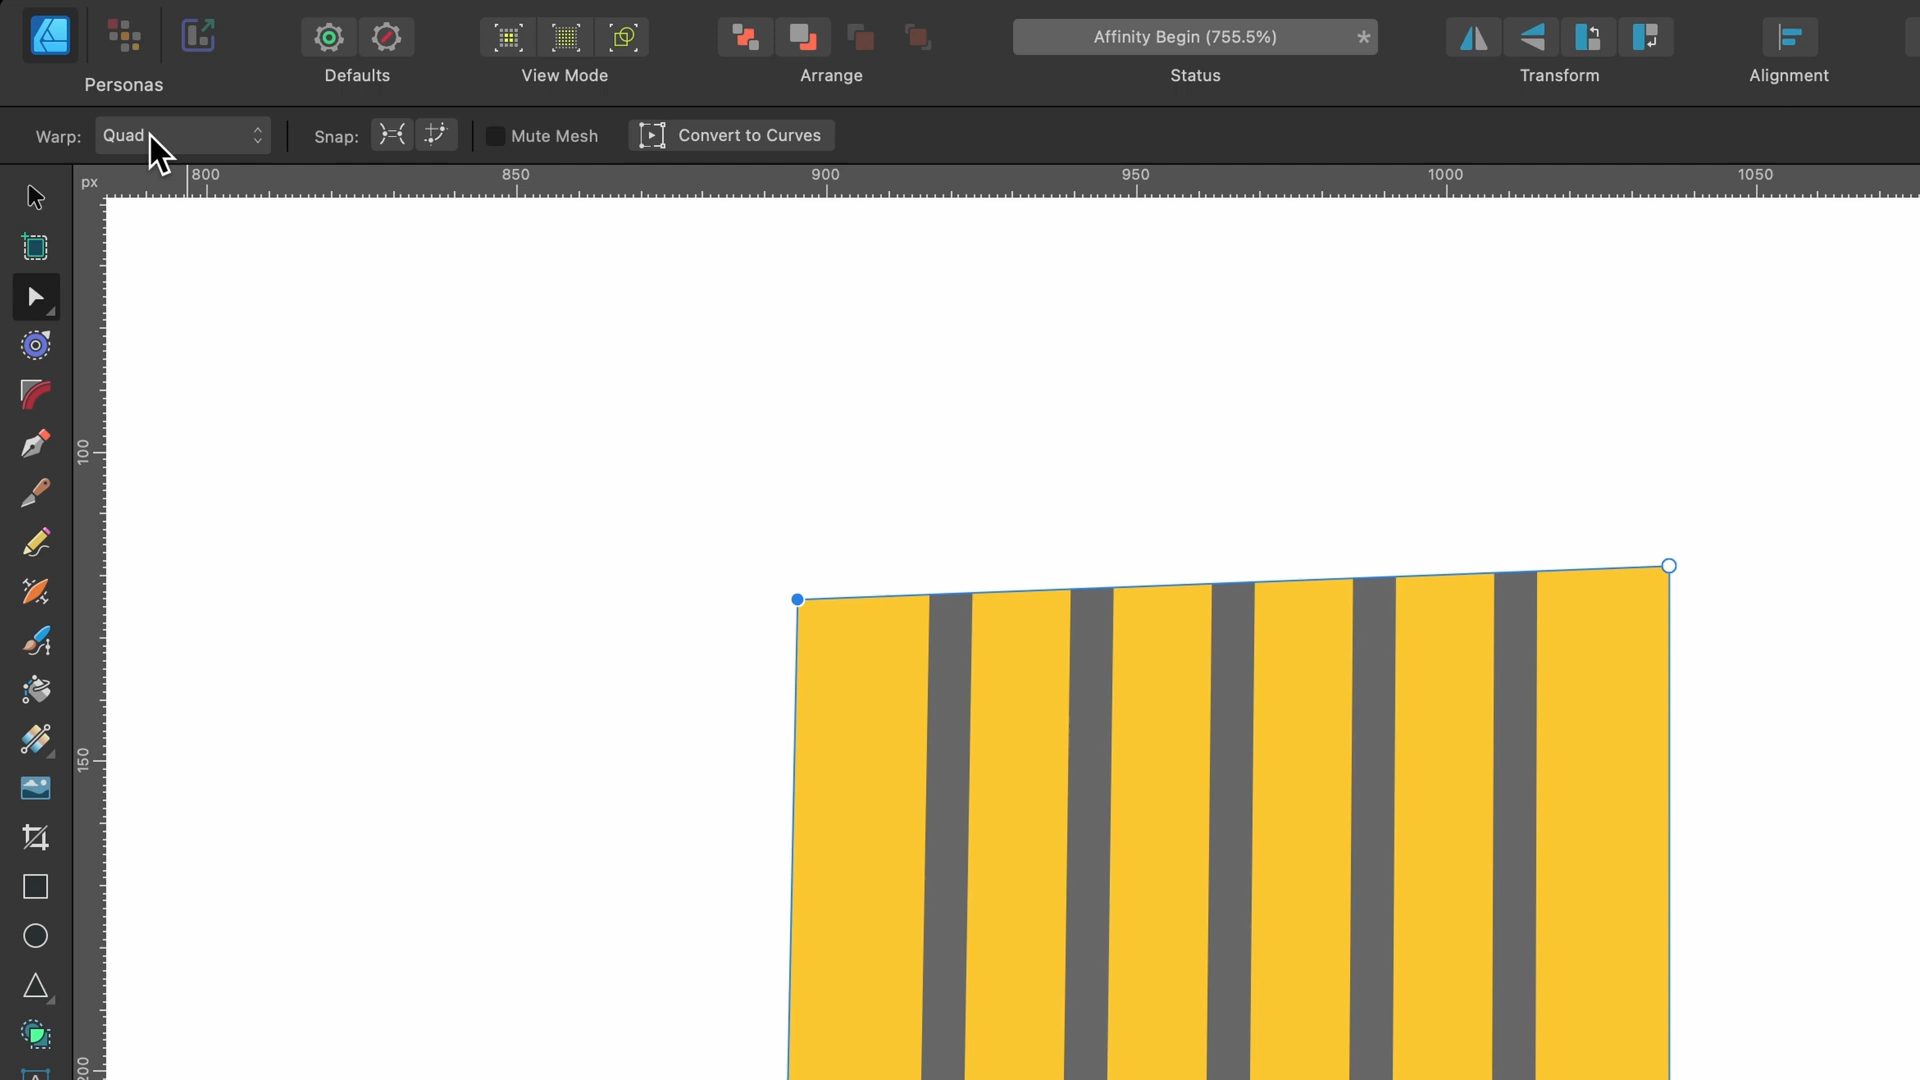 Affinity Begin (755.5%) *
Personas
Defaults
View Mode
Arrange
Status
Transform
Alignment
Warp: Quad
Snap:
Mute Mesh
Convert to Curves
px
800
850
900
950
1000
1050
100
150
200